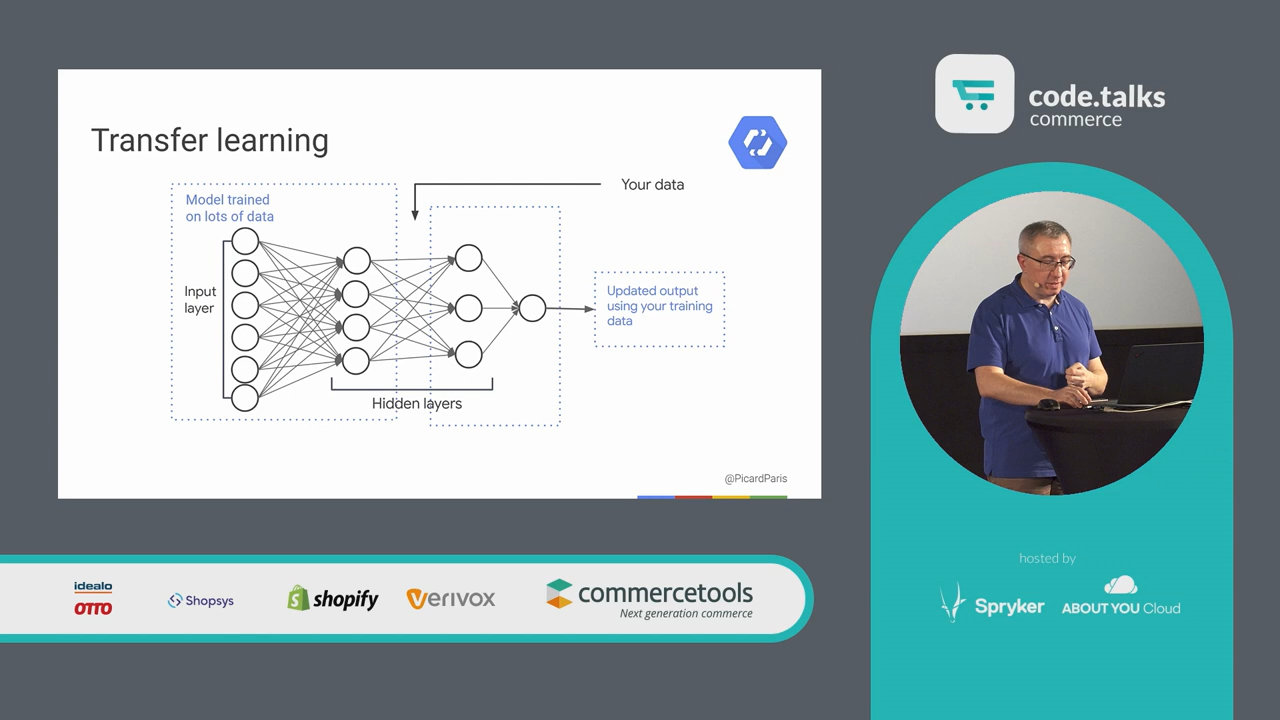 Transfer learning
Model trained
on lots of data
Your data
Input
layer
Updated output
using your training
data
Hidden layers
@PicardParis
code.talks
commerce
hosted by
Spryker
ABOUT YOU Cloud
idealo
OTTO
Shopsys
shopify
VERIVOX
commercetools
Next generation commerce